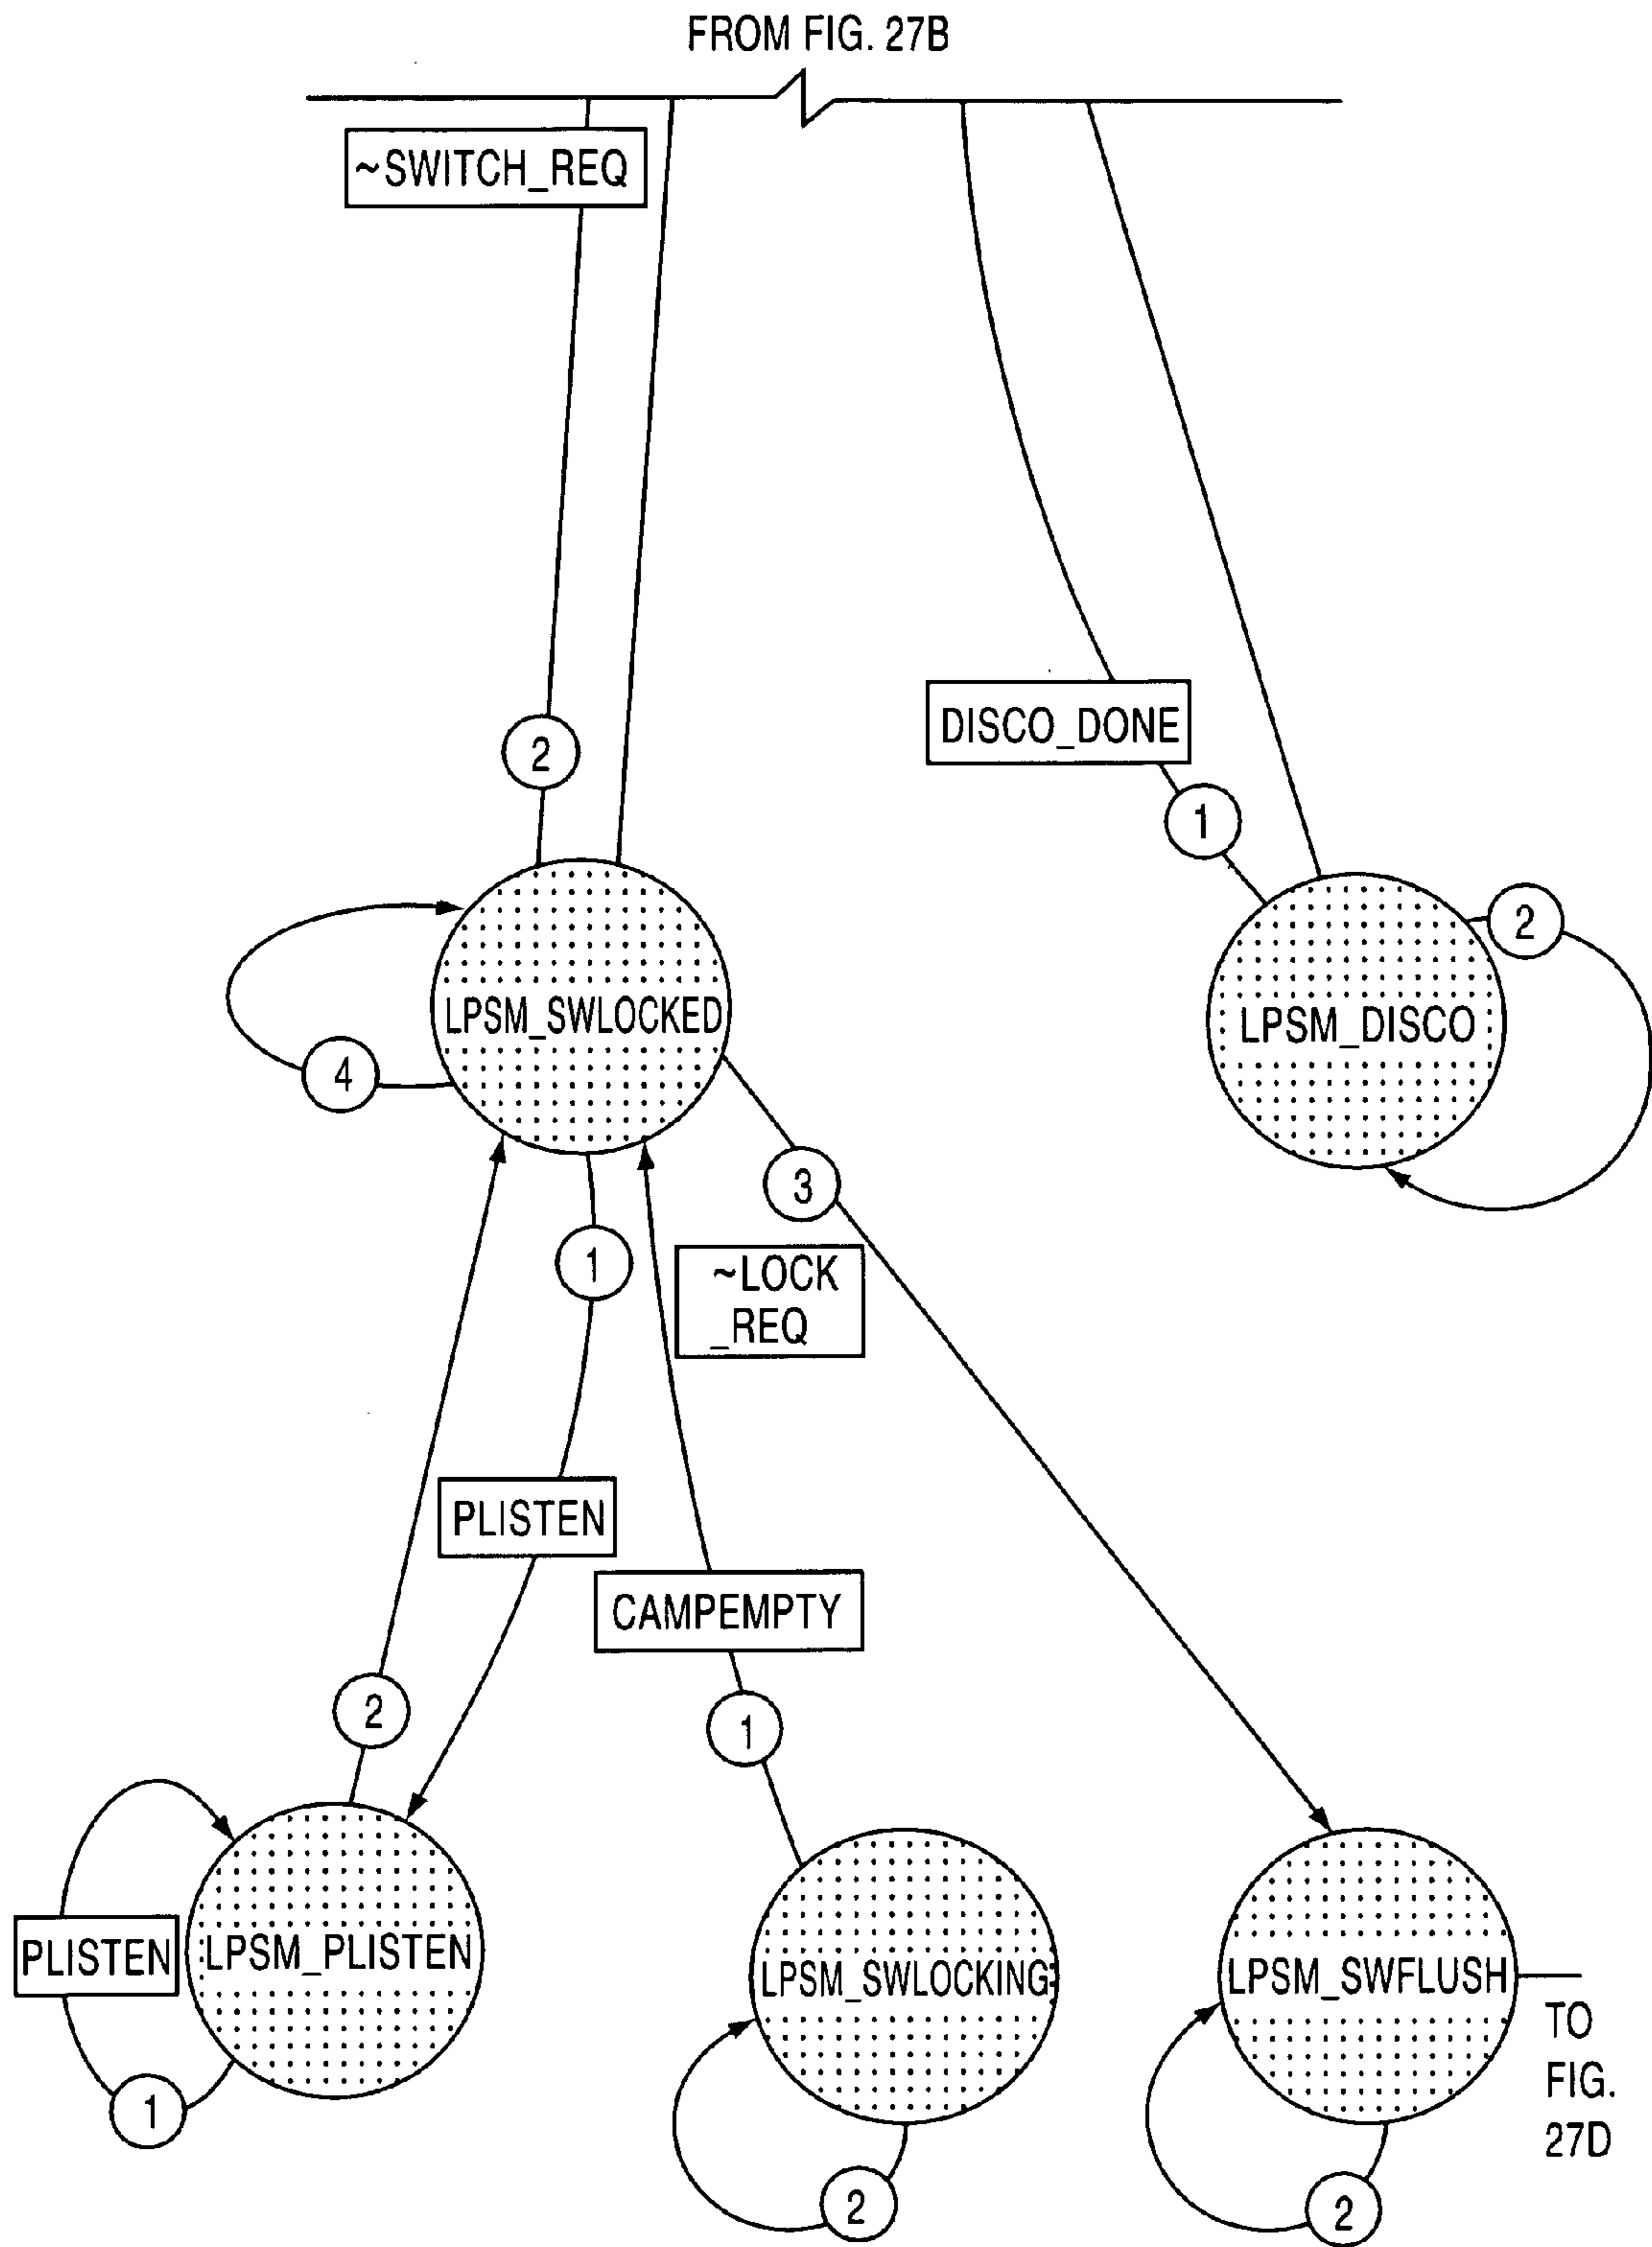 FROM FIG. 27B
~SWITCH_REQ
2
DISCO_DONE
1
2
LPSM_SWLOCKED
LPSM_DISCO
4
3
1
~LOCK
_REQ
PLISTEN
CAMPEMPTY
2
1
PLISTEN
LPSM_PLISTEN
LPSM_SWLOCKING
LPSM_SWFLUSH
TO
FIG.
27D
1
2
2